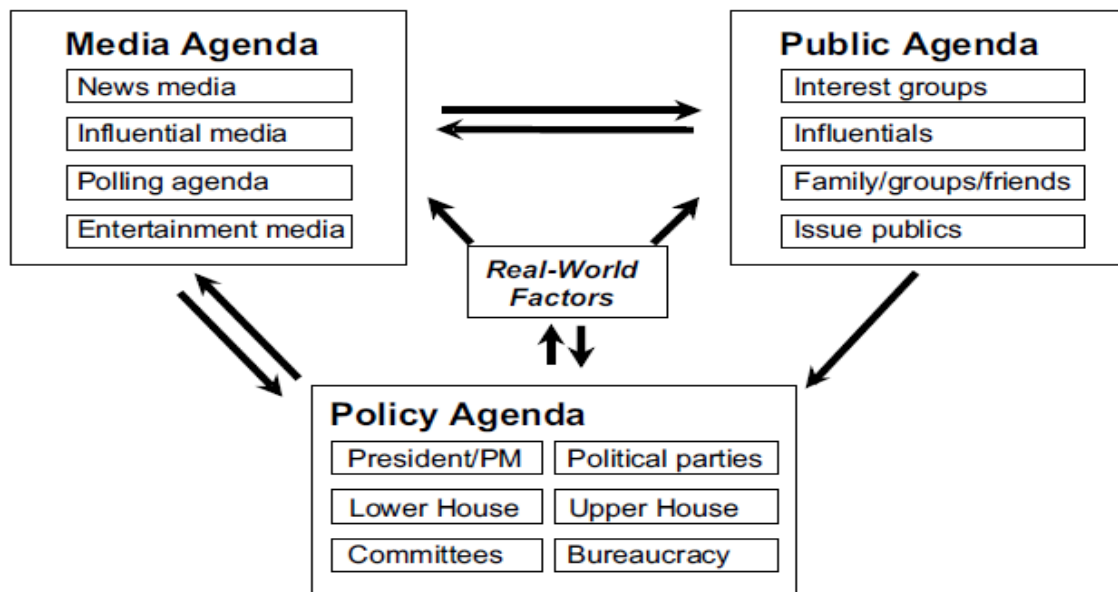 Media Agenda
News media
Influential media
Polling agenda
Entertainment media
Public Agenda
Interest groups
Influentials
Family/groups/friends
Issue publics
Real-World
Factors
Policy Agenda
President/PM
Political parties
Lower House
Upper House
Committees
Bureaucracy